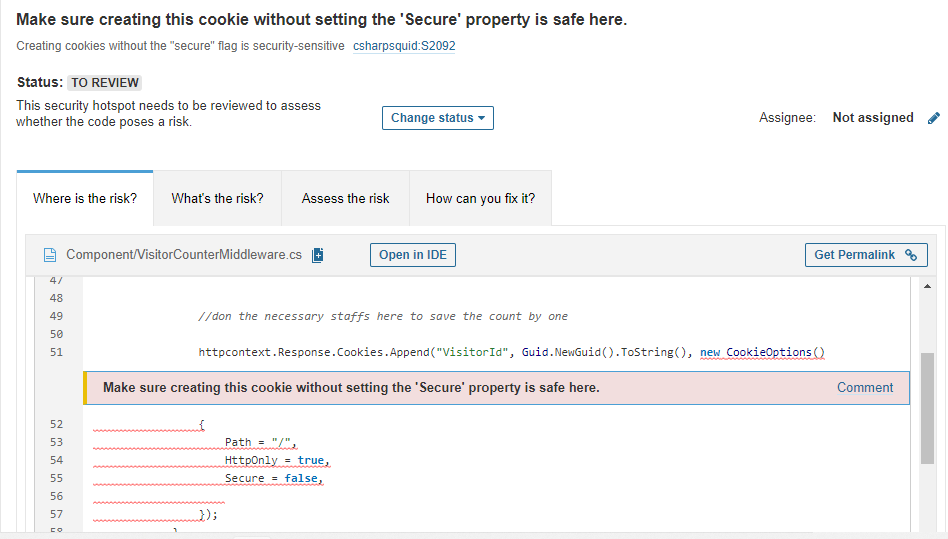 Make sure creating this cookie without setting the 'Secure' property is safe here.
Creating cookies without the "secure" flag is security-sensitive csharpsquid:S2092
Status: TO REVIEW
This security hotspot needs to be reviewed to assess
whether the code poses a risk.
Change status
Assignee: Not assigned
Where is the risk? What's the risk? Assess the risk How can you fix it?
Component/VisitorCounterMiddleware.cs Open in IDE Get Permalink
47
48
49 //don the necessary staffs here to save the count by one
50
51 httpcontext.Response.Cookies.Append("VisitorId", Guid.NewGuid().ToString(), new CookieOptions()
Make sure creating this cookie without setting the 'Secure' property is safe here. Comment
52 {
53 Path = "/",
54 HttpOnly = true,
55 Secure = false,
56
57 });
58 }